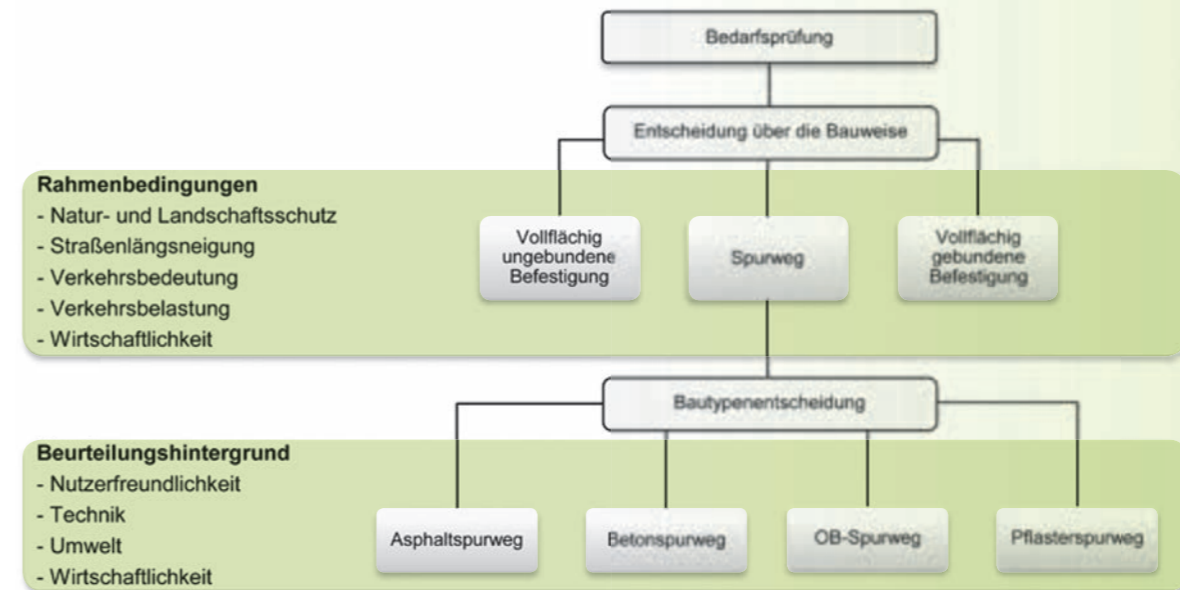 Bedarfsprüfung
Entscheidung über die Bauweise
Rahmenbedingungen
- Natur- und Landschaftsschutz
- Straßenlängsneigung
- Verkehrsbedeutung
- Verkehrsbelastung
- Wirtschaftlichkeit
Vollflächig
ungebundene
Befestigung
Spurweg
Vollflächig
gebundene
Befestigung
Bautypenentscheidung
Beurteilungshintergrund
- Nutzerfreundlichkeit
- Technik
- Umwelt
- Wirtschaftlichkeit
Asphaltspurweg
Betonspurweg
OB-Spurweg
Pflasterspurweg